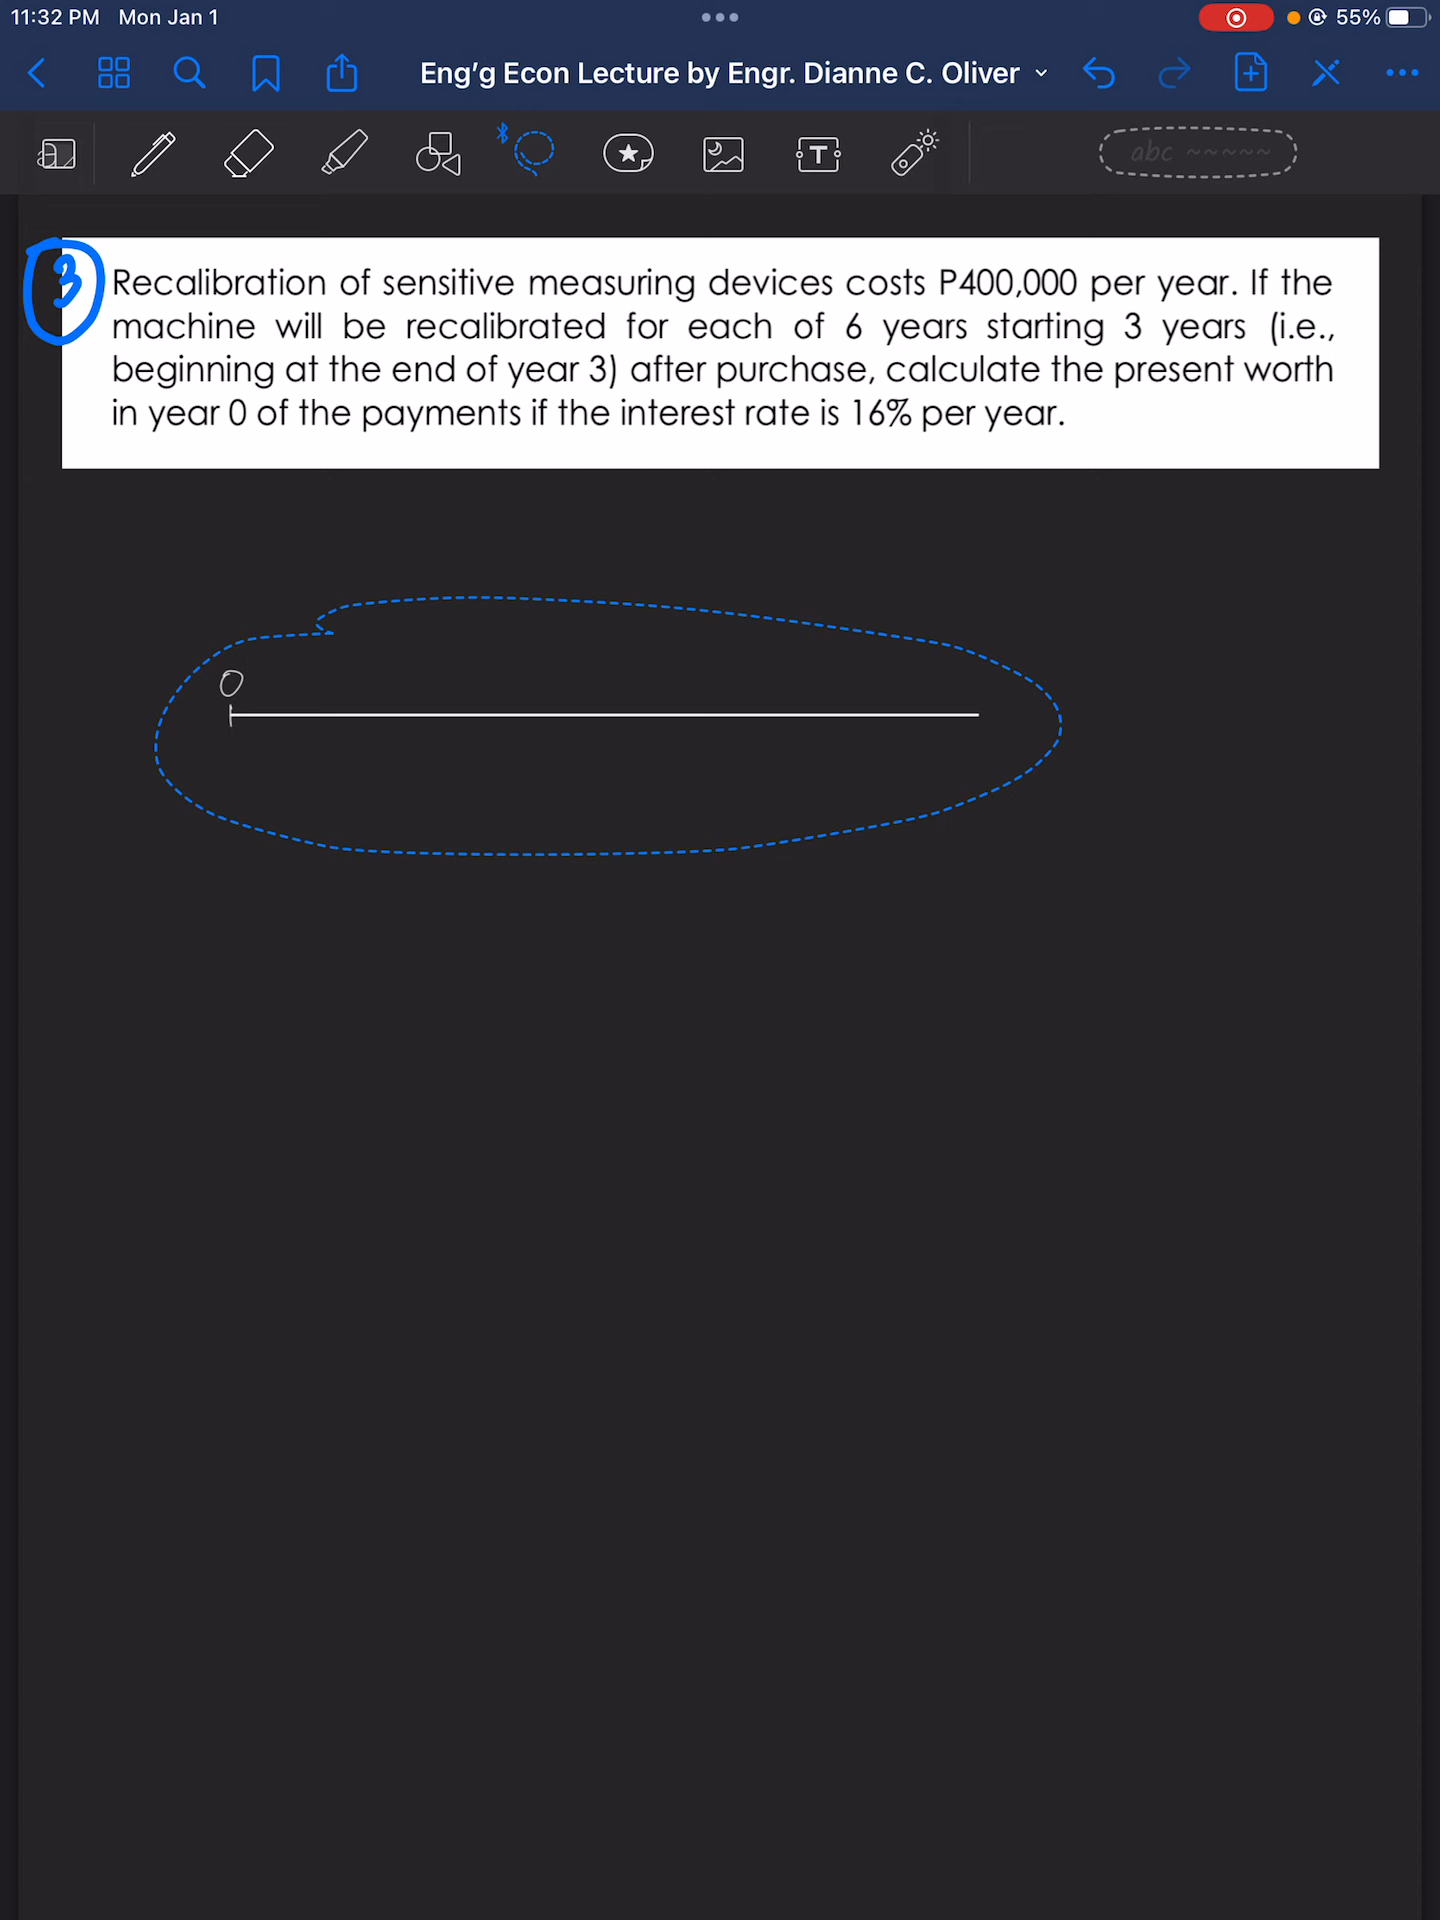 11:32 PM Mon Jan 1
55%
Eng'g Econ Lecture by Engr. Dianne C. Oliver
T
abc
3
Recalibration of sensitive measuring devices costs P400,000 per year. If the
machine will be recalibrated for each of 6 years starting 3 years (i.e.,
beginning at the end of year 3) after purchase, calculate the present worth
in year 0 of the payments if the interest rate is 16% per year.
0